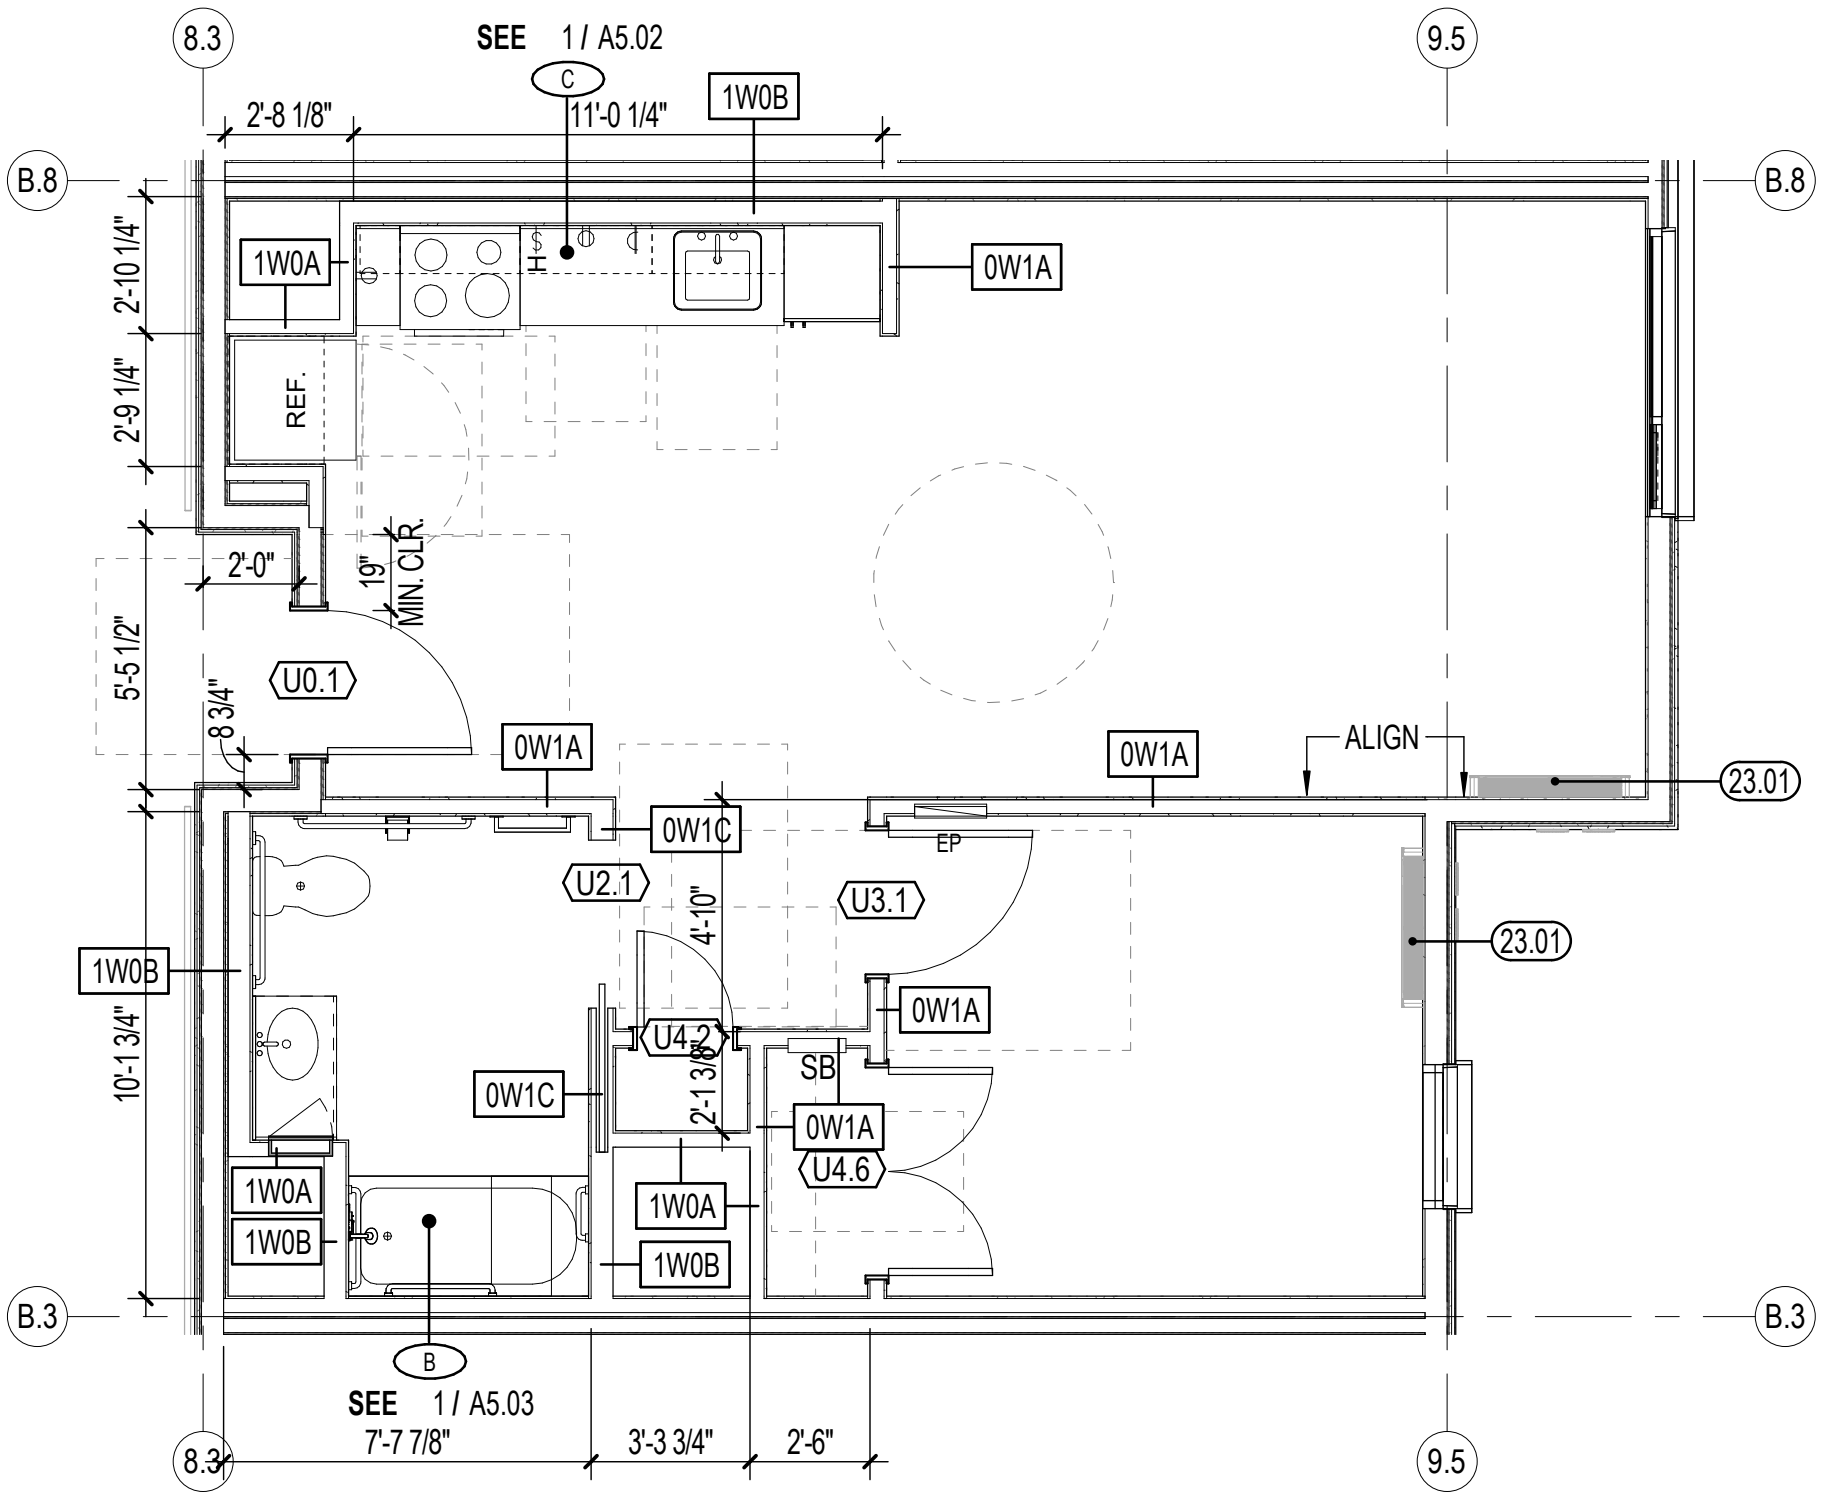 8.3
SEE 1 / A5.02
9.5
C
1W0B
2'-8 1/8"
11'-0 1/4"
B.8
B.8
2'-10 1/4"
1W0A
S
H
0W1A
2'-9 1/4"
REF.
19"
MIN. CLR.
2'-0"
5'-5 1/2"
U0.1
8 3/4"
0W1A
0W1A
ALIGN
23.01
0W1C
EP
U2.1
U3.1
4'-10"
23.01
1W0B
0W1A
10'-1 3/4"
U4.2
SB
2'-1 3/8"
0W1C
0W1A
U4.6
1W0A
1W0A
1W0B
1W0B
B.3
B.3
B
SEE 1 / A5.03
7'-7 7/8"
3'-3 3/4"
2'-6"
8.3
9.5